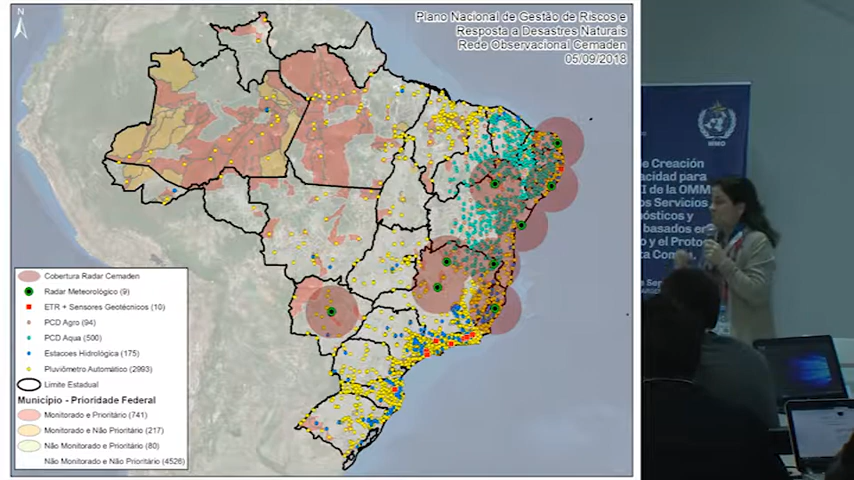 N
Plano Nacional de Gestão de Riscos e
Resposta a Desastres Naturais
Rede Observacional Cemaden
05/09/2018
Cobertura Radar Cemaden
Radar Meteorológico (9)
ETR + Sensores Geotécnicos (10)
PCD Agro (94)
PCD Aqua (500)
Estacoes Hidrológica (175)
Pluviômetro Automático (2993)
Limite Estadual
Município - Prioridade Federal
Monitorado e Prioritário (741)
Monitorado e Não Prioritário (217)
Não Monitorado e Prioritário (80)
Não Monitorado e Não Prioritário (4526)
WMO
de Creación
pacidad para
de la OMM
os Servicios
nósticos y
basados en
y el Proto